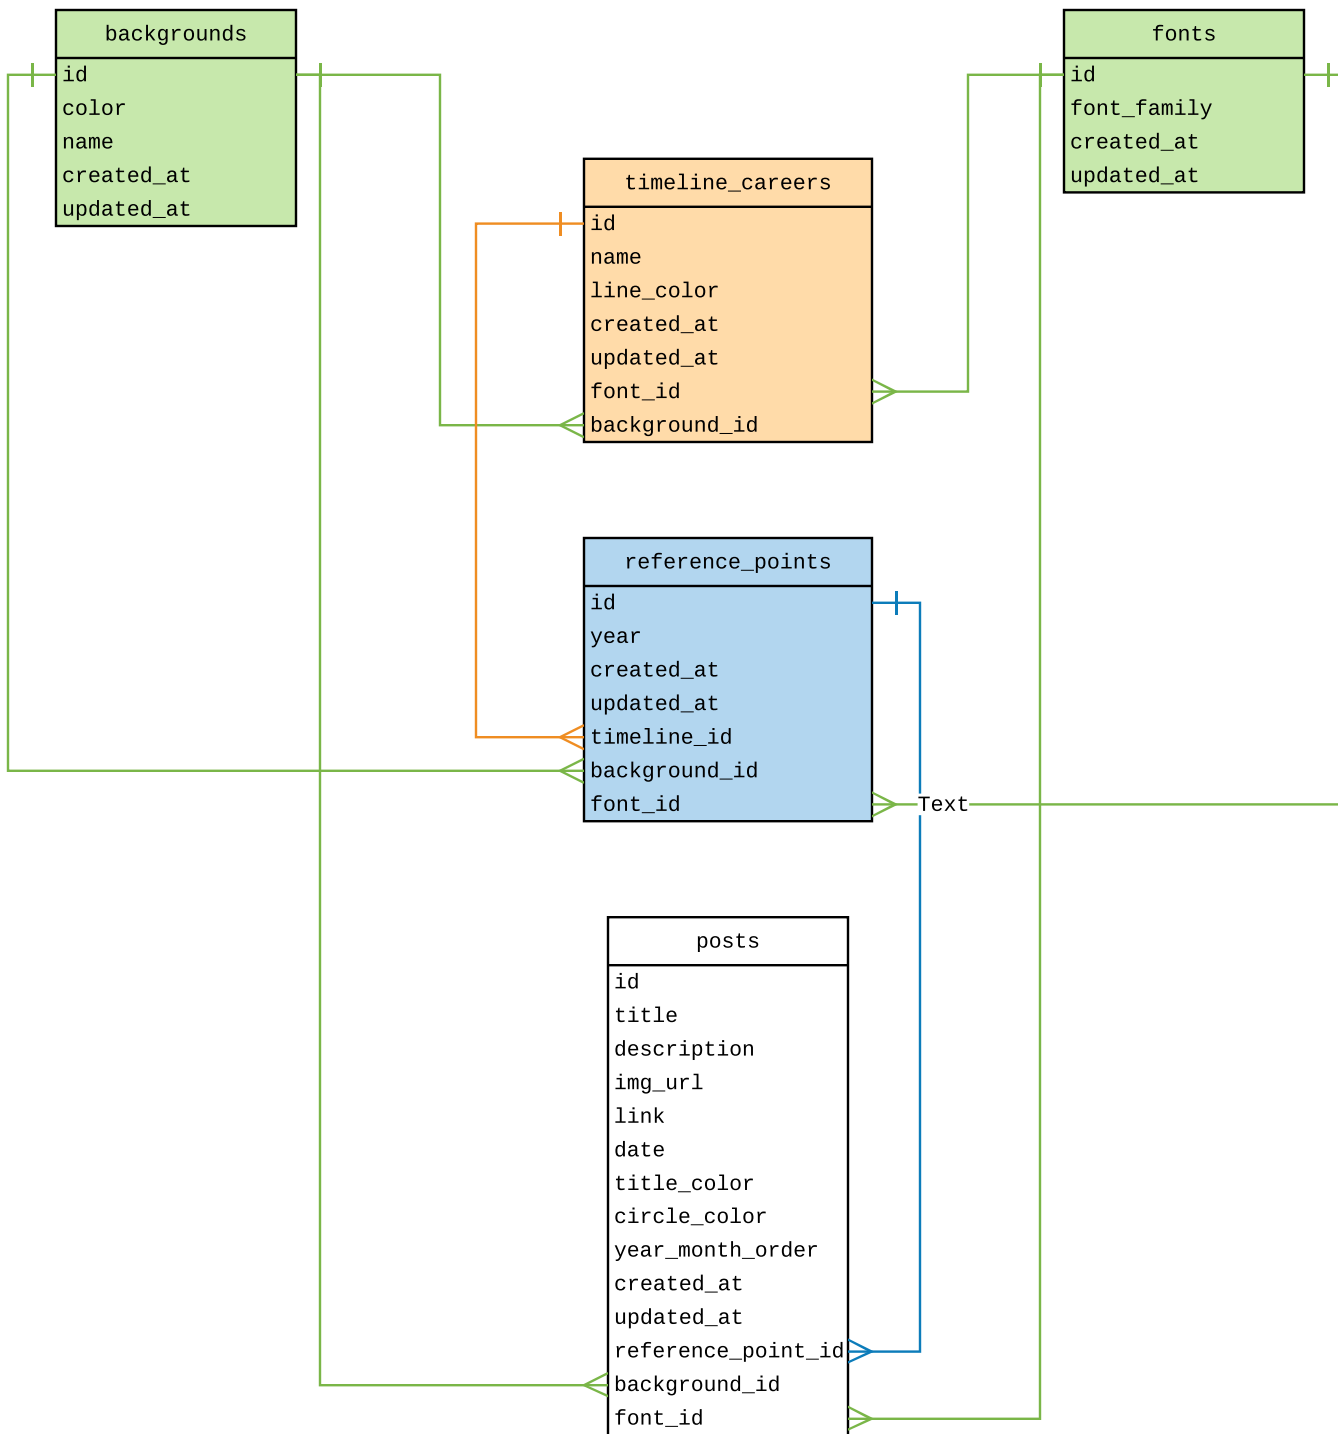 backgrounds
id
color
name
created_at
updated_at
fonts
id
font_family
created_at
updated_at
timeline_careers
id
name
line_color
created_at
updated_at
font_id
background_id
reference_points
id
year
created_at
updated_at
timeline_id
background_id
font_id
Text
posts
id
title
description
img_url
link
date
title_color
circle_color
year_month_order
created_at
updated_at
reference_point_id
background_id
font_id